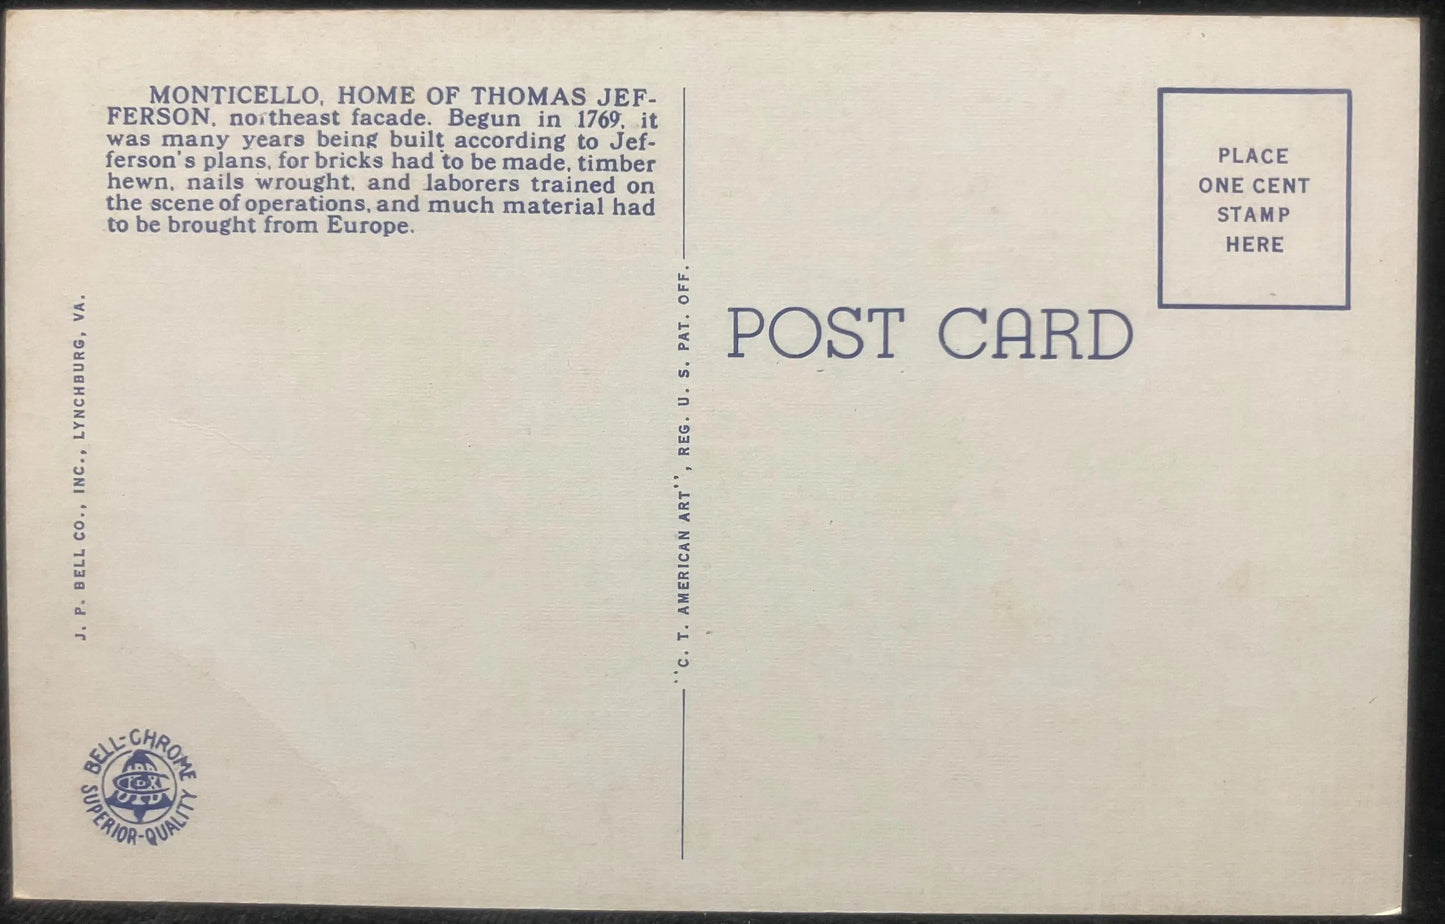 MONTICELLO, HOME OF THOMAS JEF-
FERSON, northeast facade. Begun in 1769, it
was many years being built according to Jef-
ferson's plans, for bricks had to be made, timber
hewn, nails wrought, and laborers trained on
the scene of operations, and much material had
to be brought from Europe.
J. P. BELL CO., INC., LYNCHBURG, VA.
BELL-CHROME
SUPERIOR-QUALITY
"C. T. AMERICAN ART", REG. U. S. PAT. OFF.
POST CARD
PLACE
ONE CENT
STAMP
HERE